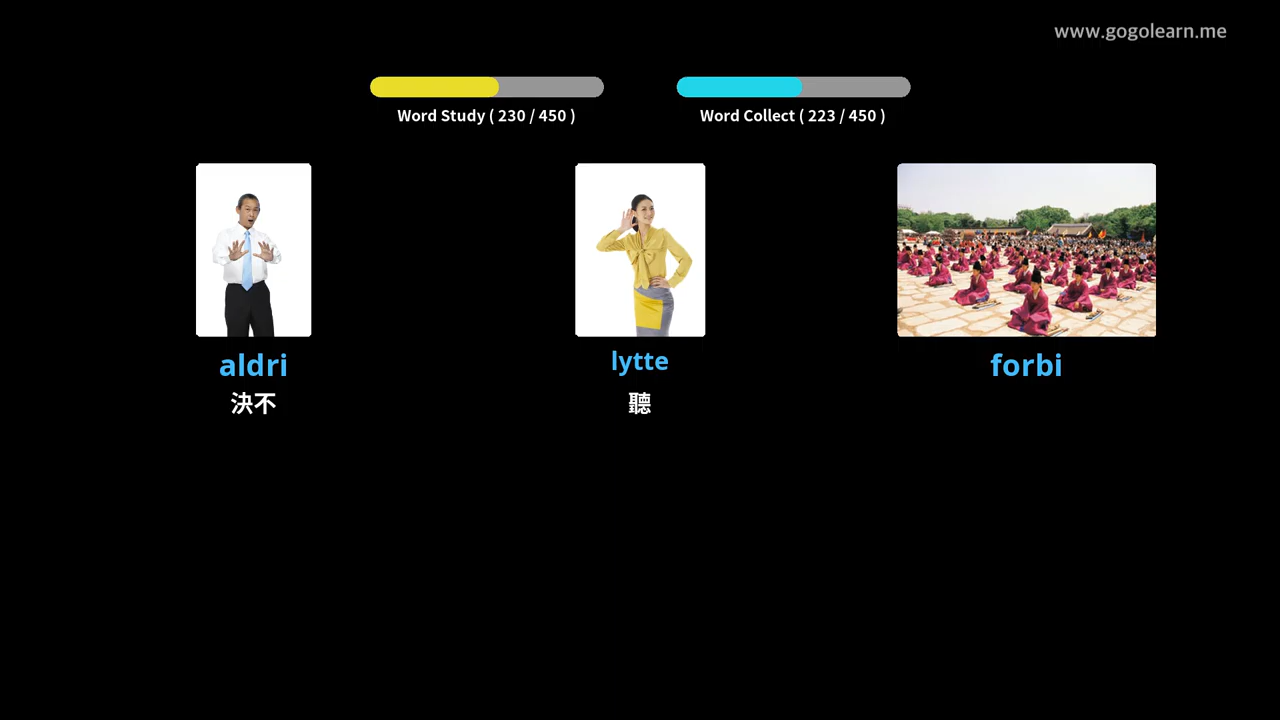 www.gogolearn.me
Word Study ( 230 / 450 )
Word Collect ( 223 / 450 )
aldri
決不
lytte
聽
forbi